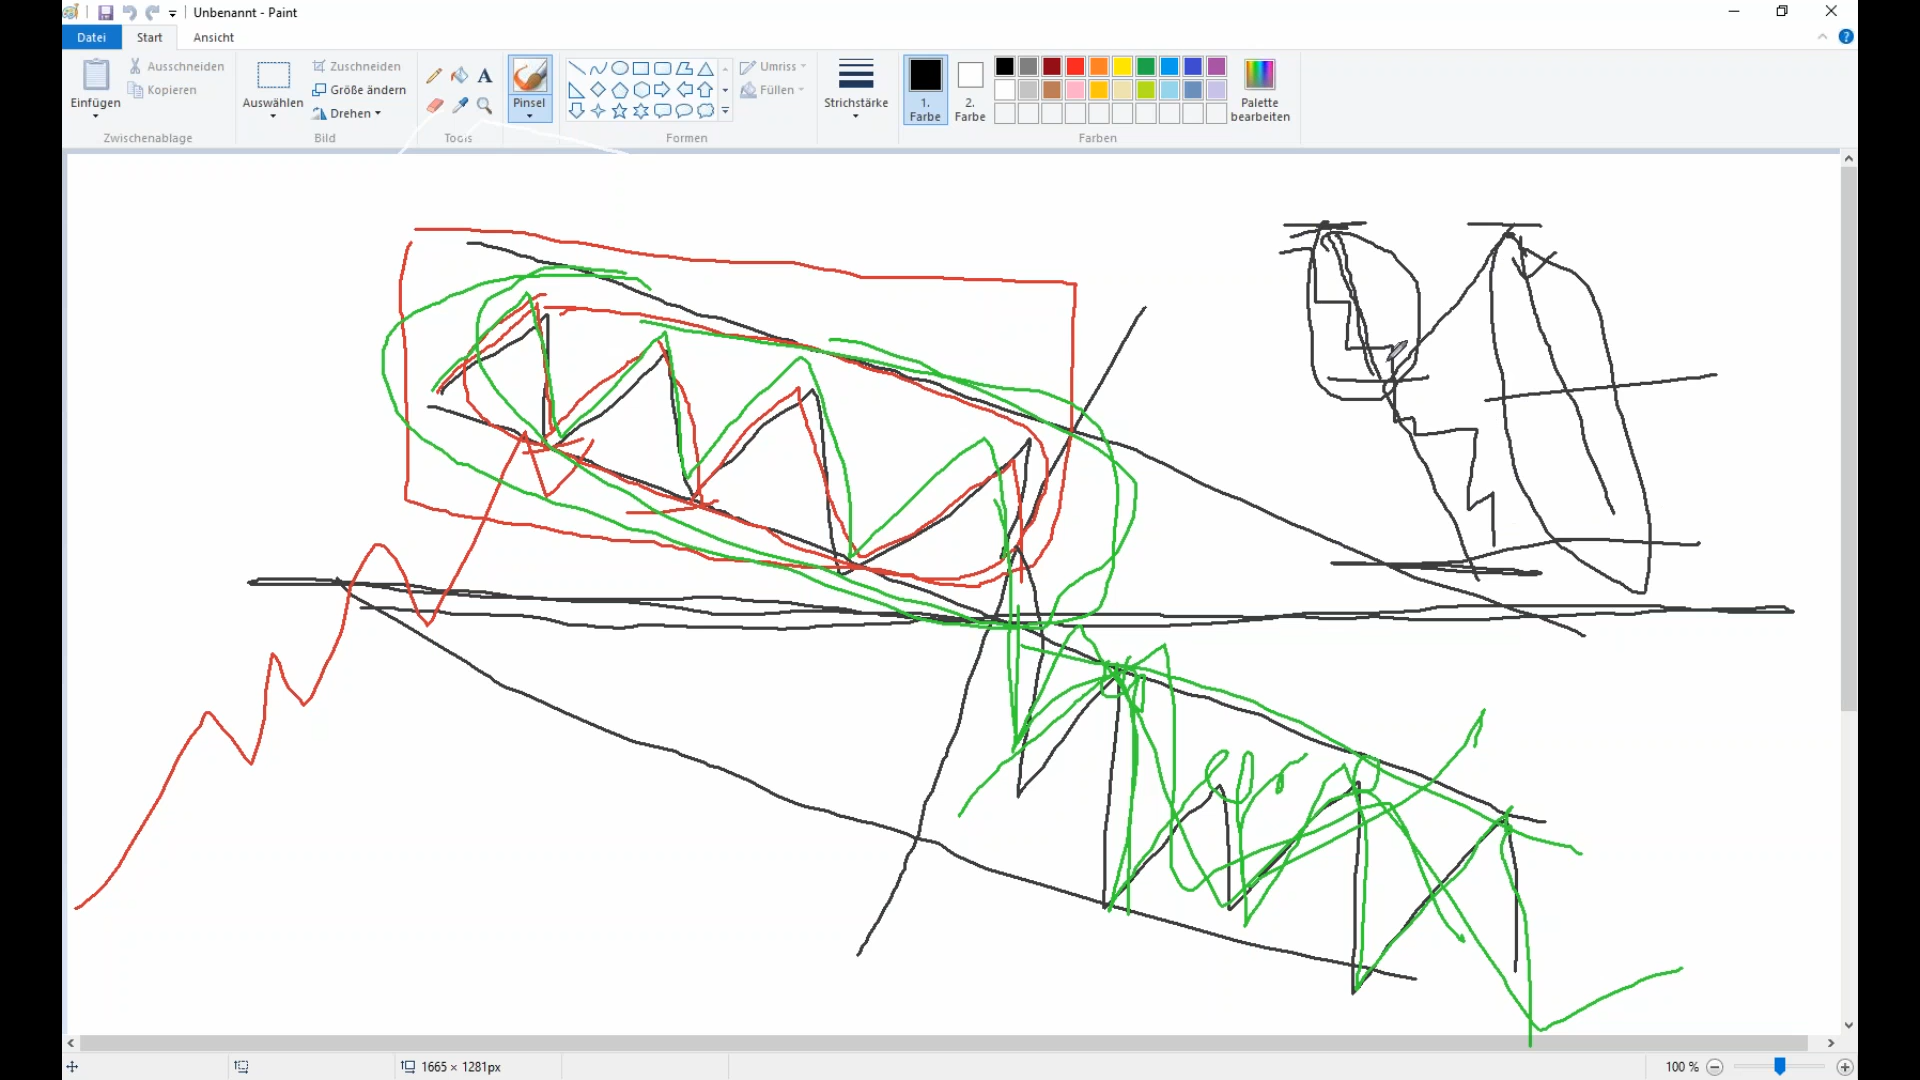 Unbenannt - Paint
Datei Start Ansicht
Einfügen
Ausschneiden
Kopieren
Zwischenablage
Auswählen
Zuschneiden
Größe ändern
Drehen
Bild
A
Tools
Pinsel
Umriss
Füllen
Formen
Strichstärke
1. Farbe
2. Farbe
Palette bearbeiten
Farben
?
1665 × 1281px
100 %